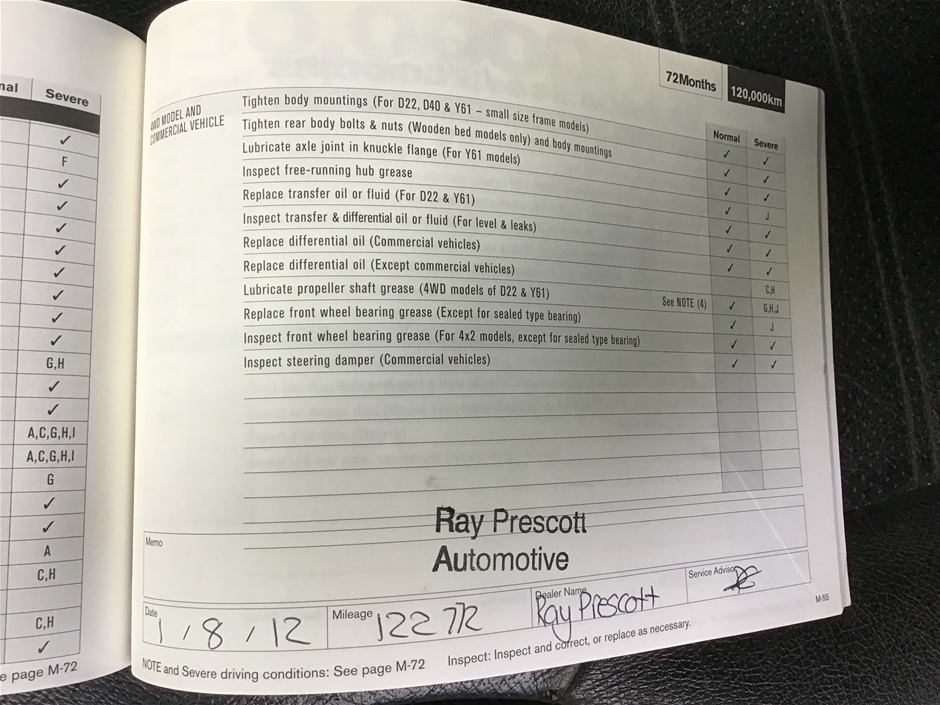 nal Severe
✓
F
✓
✓
✓
✓
✓
✓
✓
✓
G,H
✓
✓
A,C,G,H,I
A,C,G,H,I
G
✓
✓
A
C,H
C,H
✓
e page M-72
72Months 120,000km
Normal Severe
4WD MODEL AND
COMMERCIAL VEHICLE
Tighten body mountings (For D22, D40 & Y61 – small size frame models) ✓ ✓
Tighten rear body bolts & nuts (Wooden bed models only) and body mountings ✓ ✓
Lubricate axle joint in knuckle flange (For Y61 models) ✓ ✓
Inspect free-running hub grease ✓ J
Replace transfer oil or fluid (For D22 & Y61) ✓ ✓
Inspect transfer & differential oil or fluid (For level & leaks) ✓ ✓
Replace differential oil (Commercial vehicles) ✓ ✓
Replace differential oil (Except commercial vehicles) C,H
Lubricate propeller shaft grease (4WD models of D22 & Y61) See NOTE (4) ✓ G,H,J
Replace front wheel bearing grease (Except for sealed type bearing) ✓ J
Inspect front wheel bearing grease (For 4x2 models, except for sealed type bearing) ✓ ✓
Inspect steering damper (Commercial vehicles) ✓ ✓
Memo
Ray Prescott
Automotive
Date 1 / 8 / 12 Mileage 122 772 Dealer Name Ray Prescott Service Advisor
NOTE and Severe driving conditions: See page M-72 Inspect: Inspect and correct, or replace as necessary.
M-55